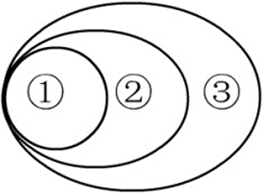 ① ② ③